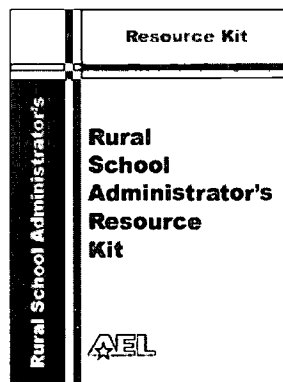 Resource Kit
Rural School Administrator's
Rural
School
Administrator's
Resource
Kit
AEL